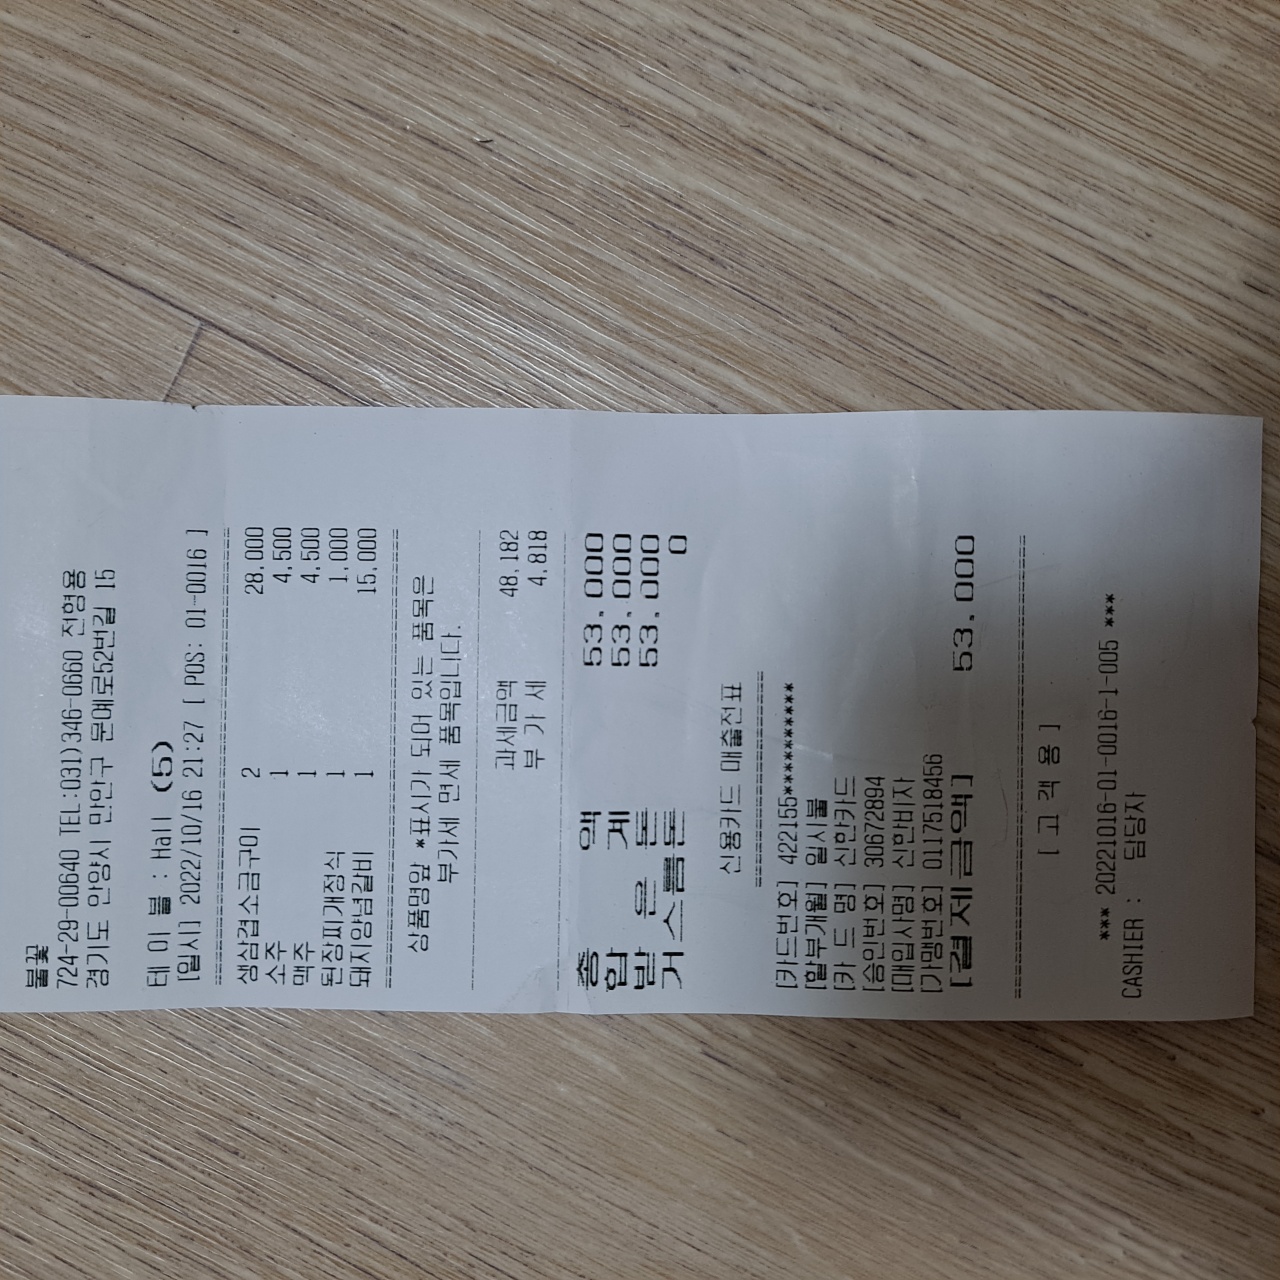 불꽃
724-29-00640 TEL:031)346-0660 전형용
경기도 안양시 만안구 문예로52번길 15
테 이 블 : Hall (5)
[일시] 2022/10/16 21:27 [ POS: 01-0016 ]
생삼겹소금구이 2 28,000
소주 1 4,500
맥주 1 4,500
된장찌개정식 1 1,000
돼지양념갈비 1 15,000
상품명앞 *표시가 되어 있는 품목은
부가세 면세 품목입니다.
과세금액 48,182
부 가 세 4,818
총 액 53,000
합 계 53,000
받 은 돈 53,000
거스름돈 0
신용카드 매출전표
[카드번호] 422155**********
[할부개월] 일시불
[카 드 명] 신한카드
[승인번호] 30672894
[매입사명] 신한비자
[가맹번호] 0117518456
[결제금액] 53,000
[ 고 객 용 ]
*** 20221016-01-0016-1-005 ***
CASHIER : 담당자